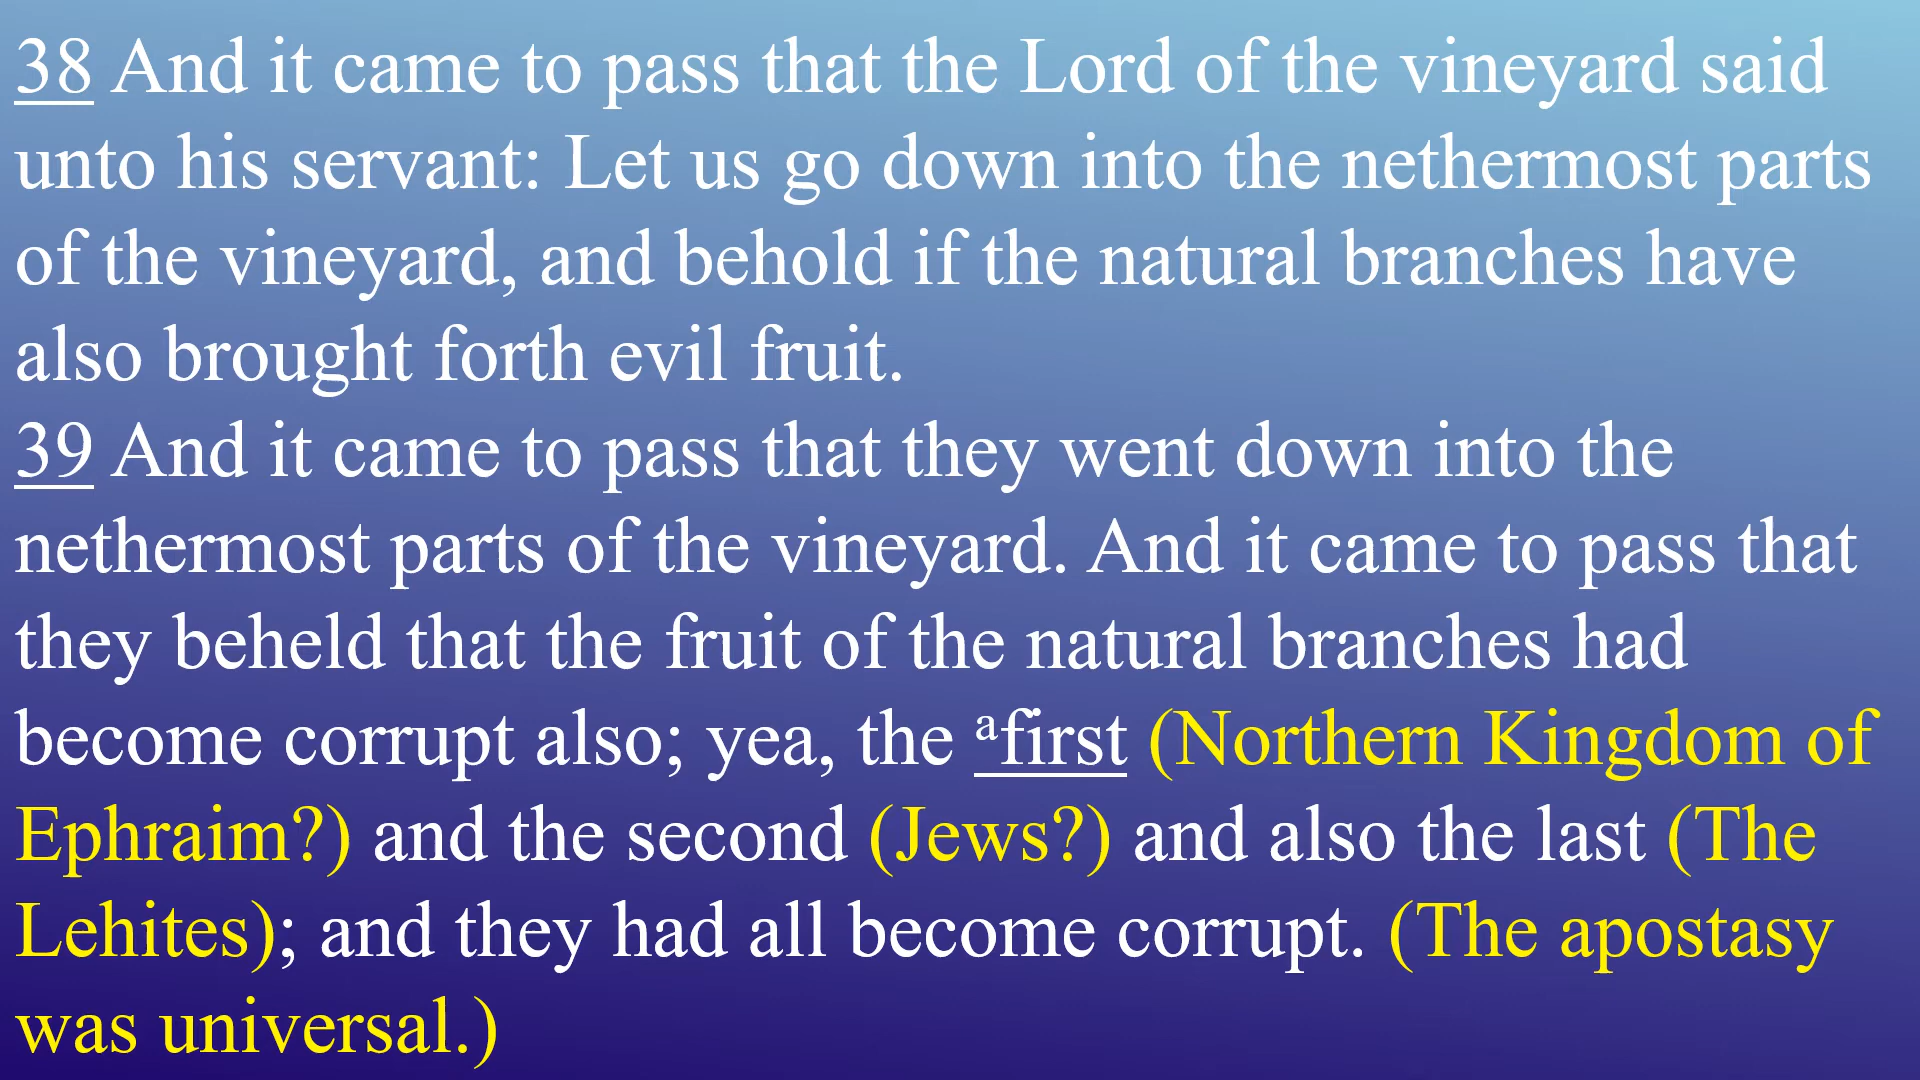 38 And it came to pass that the Lord of the vineyard said
unto his servant: Let us go down into the nethermost parts
of the vineyard, and behold if the natural branches have
also brought forth evil fruit.
39 And it came to pass that they went down into the
nethermost parts of the vineyard. And it came to pass that
they beheld that the fruit of the natural branches had
become corrupt also; yea, the ᵃfirst (Northern Kingdom of
Ephraim?) and the second (Jews?) and also the last (The
Lehites); and they had all become corrupt. (The apostasy
was universal.)